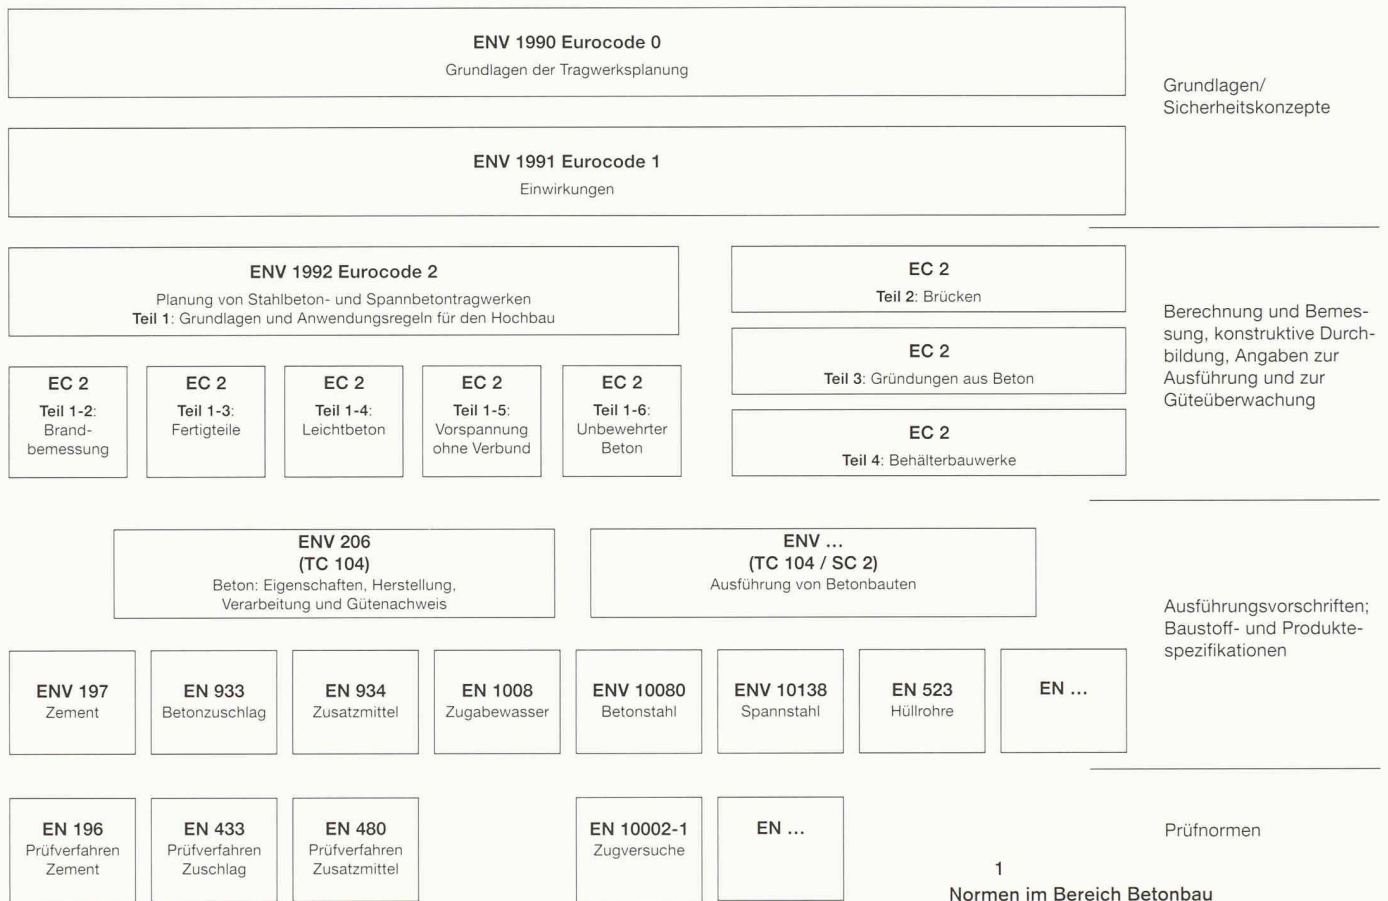 ENV 1990 Eurocode 0
Grundlagen der Tragwerksplanung
Grundlagen/
Sicherheitskonzepte
ENV 1991 Eurocode 1
Einwirkungen
ENV 1992 Eurocode 2
Planung von Stahlbeton- und Spannbetontragwerken
Teil 1: Grundlagen und Anwendungsregeln für den Hochbau
EC 2
Teil 1-2:
Brand-
bemessung
EC 2
Teil 1-3:
Fertigteile
EC 2
Teil 1-4:
Leichtbeton
EC 2
Teil 1-5:
Vorspannung
ohne Verbund
EC 2
Teil 1-6:
Unbewehrter
Beton
EC 2
Teil 2: Brücken
EC 2
Teil 3: Gründungen aus Beton
EC 2
Teil 4: Behälterbauwerke
Berechnung und Bemes-
sung, konstruktive Durch-
bildung, Angaben zur
Ausführung und zur
Güteüberwachung
ENV 206
(TC 104)
Beton: Eigenschaften, Herstellung,
Verarbeitung und Gütenachweis
ENV ...
(TC 104 / SC 2)
Ausführung von Betonbauten
Ausführungsvorschriften;
Baustoff- und Produkte-
spezifikationen
ENV 197
Zement
EN 933
Betonzuschlag
EN 934
Zusatzmittel
EN 1008
Zugabewasser
ENV 10080
Betonstahl
ENV 10138
Spannstahl
EN 523
Hüllrohre
EN ...
EN 196
Prüfverfahren
Zement
EN 433
Prüfverfahren
Zuschlag
EN 480
Prüfverfahren
Zusatzmittel
EN 10002-1
Zugversuche
EN ...
Prüfnormen
1
Normen im Bereich Betonbau